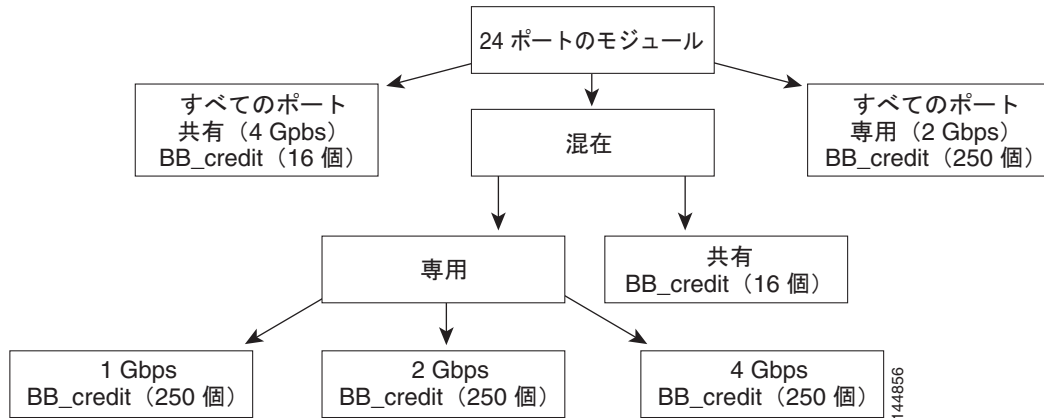 24 ポートのモジュール
すべてのポート
共有（4 Gpbs）
BB_credit（16 個）
混在
すべてのポート
専用（2 Gbps）
BB_credit（250 個）
専用
共有
BB_credit（16 個）
1 Gbps
BB_credit（250 個）
2 Gbps
BB_credit（250 個）
4 Gbps
BB_credit（250 個）
144856